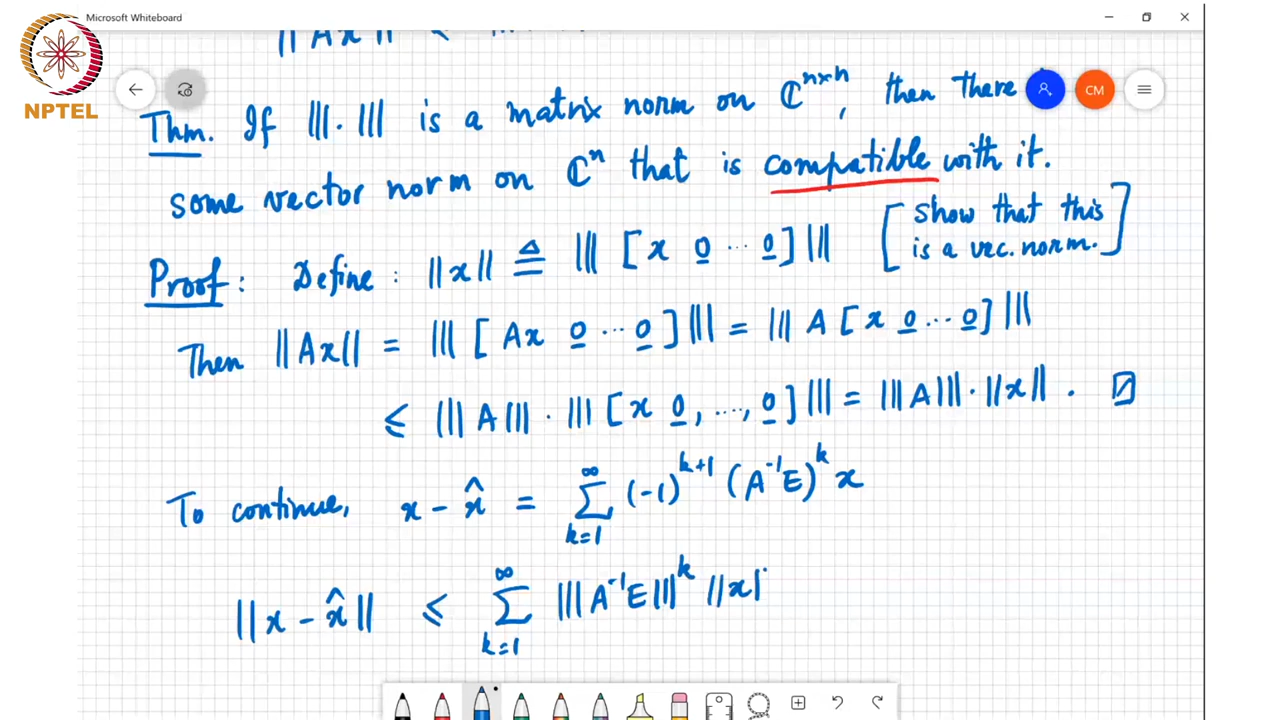 Microsoft Whiteboard
NPTEL
CM
‖Ax‖ ≤
Thm. If |||·||| is a matrix norm on ℂ^{n×n}, then there
some vector norm on ℂ^n that is compatible with it.
Proof: Define: ‖x‖ ≜ |||[x 0 ... 0]||| [show that this
is a vec. norm.]
Then ‖Ax‖ = |||[Ax 0 ... 0]||| = |||A[x 0 ... 0]|||
≤ |||A|||·|||[x 0, ..., 0]||| = |||A|||·‖x‖.
To continue, x - x̂ = ∑_{k=1}^{∞} (-1)^{k+1} (A^{-1}E)^k x
‖x - x̂‖ ≤ ∑_{k=1}^{∞} |||A^{-1}E|||^k ‖x|